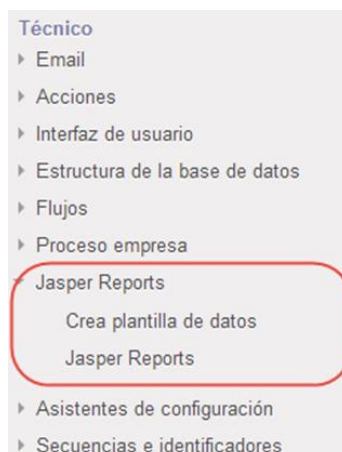 Técnico
Email
Acciones
Interfaz de usuario
Estructura de la base de datos
Flujos
Proceso empresa
Jasper Reports
Crea plantilla de datos
Jasper Reports
Asistentes de configuración
Secuencias e identificadores